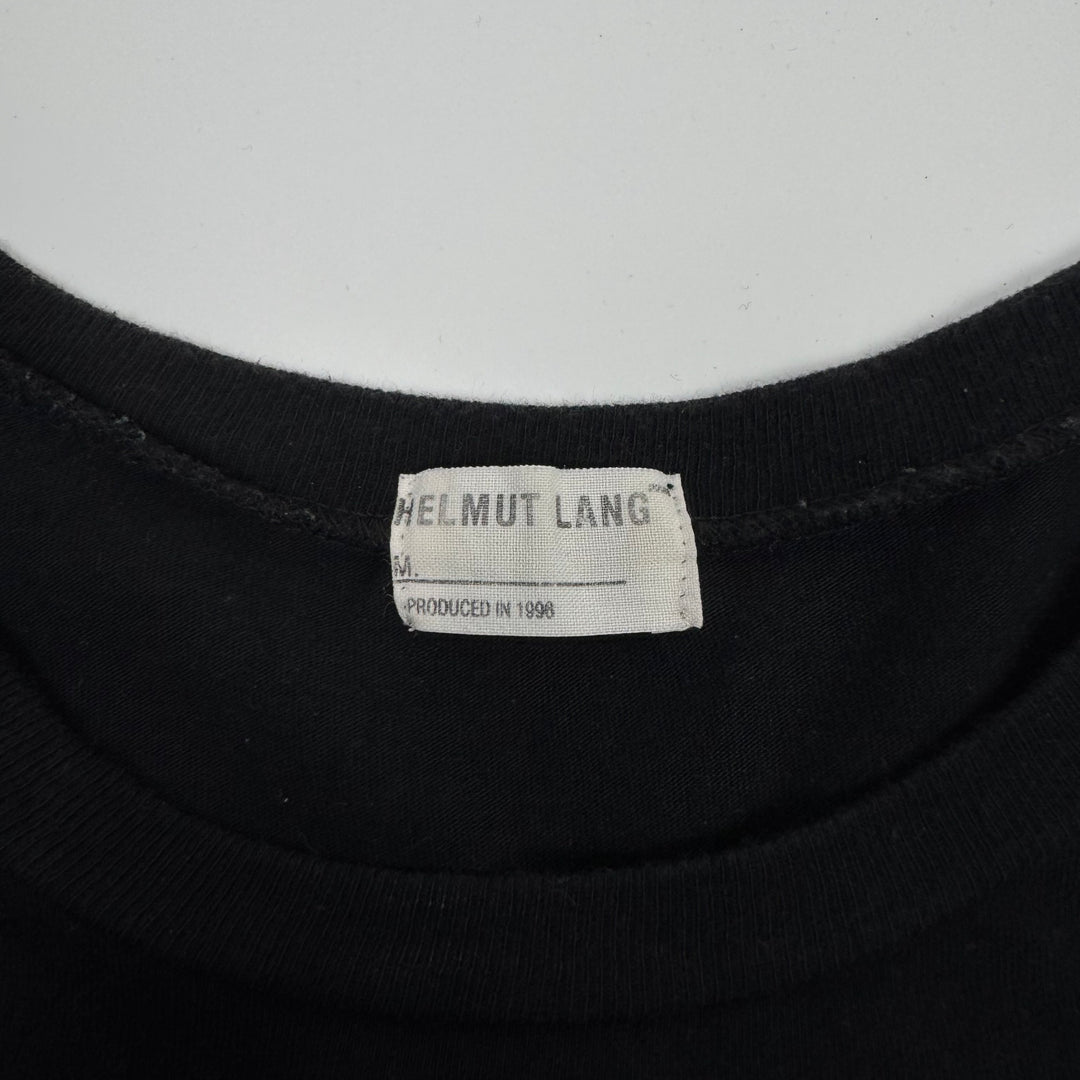 HELMUT LANG
M.
PRODUCED IN 1996